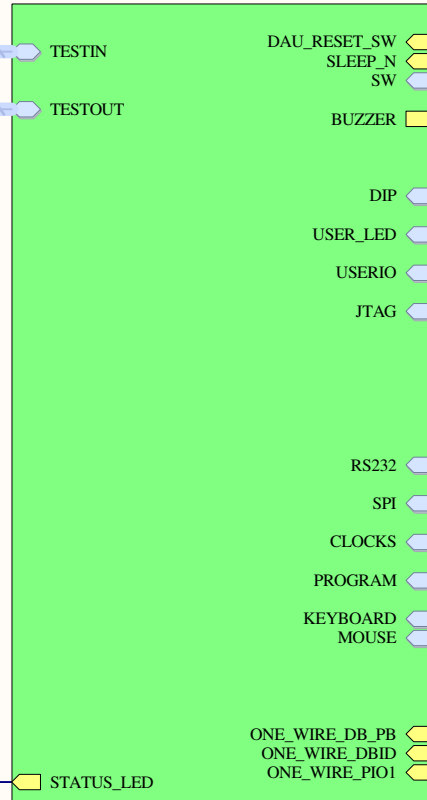 TESTIN
TESTOUT
DAU_RESET_SW
SLEEP_N
SW
BUZZER
DIP
USER_LED
USERIO
JTAG
RS232
SPI
CLOCKS
PROGRAM
KEYBOARD
MOUSE
ONE_WIRE_DB_PB
ONE_WIRE_DBID
ONE_WIRE_PIO1
STATUS_LED